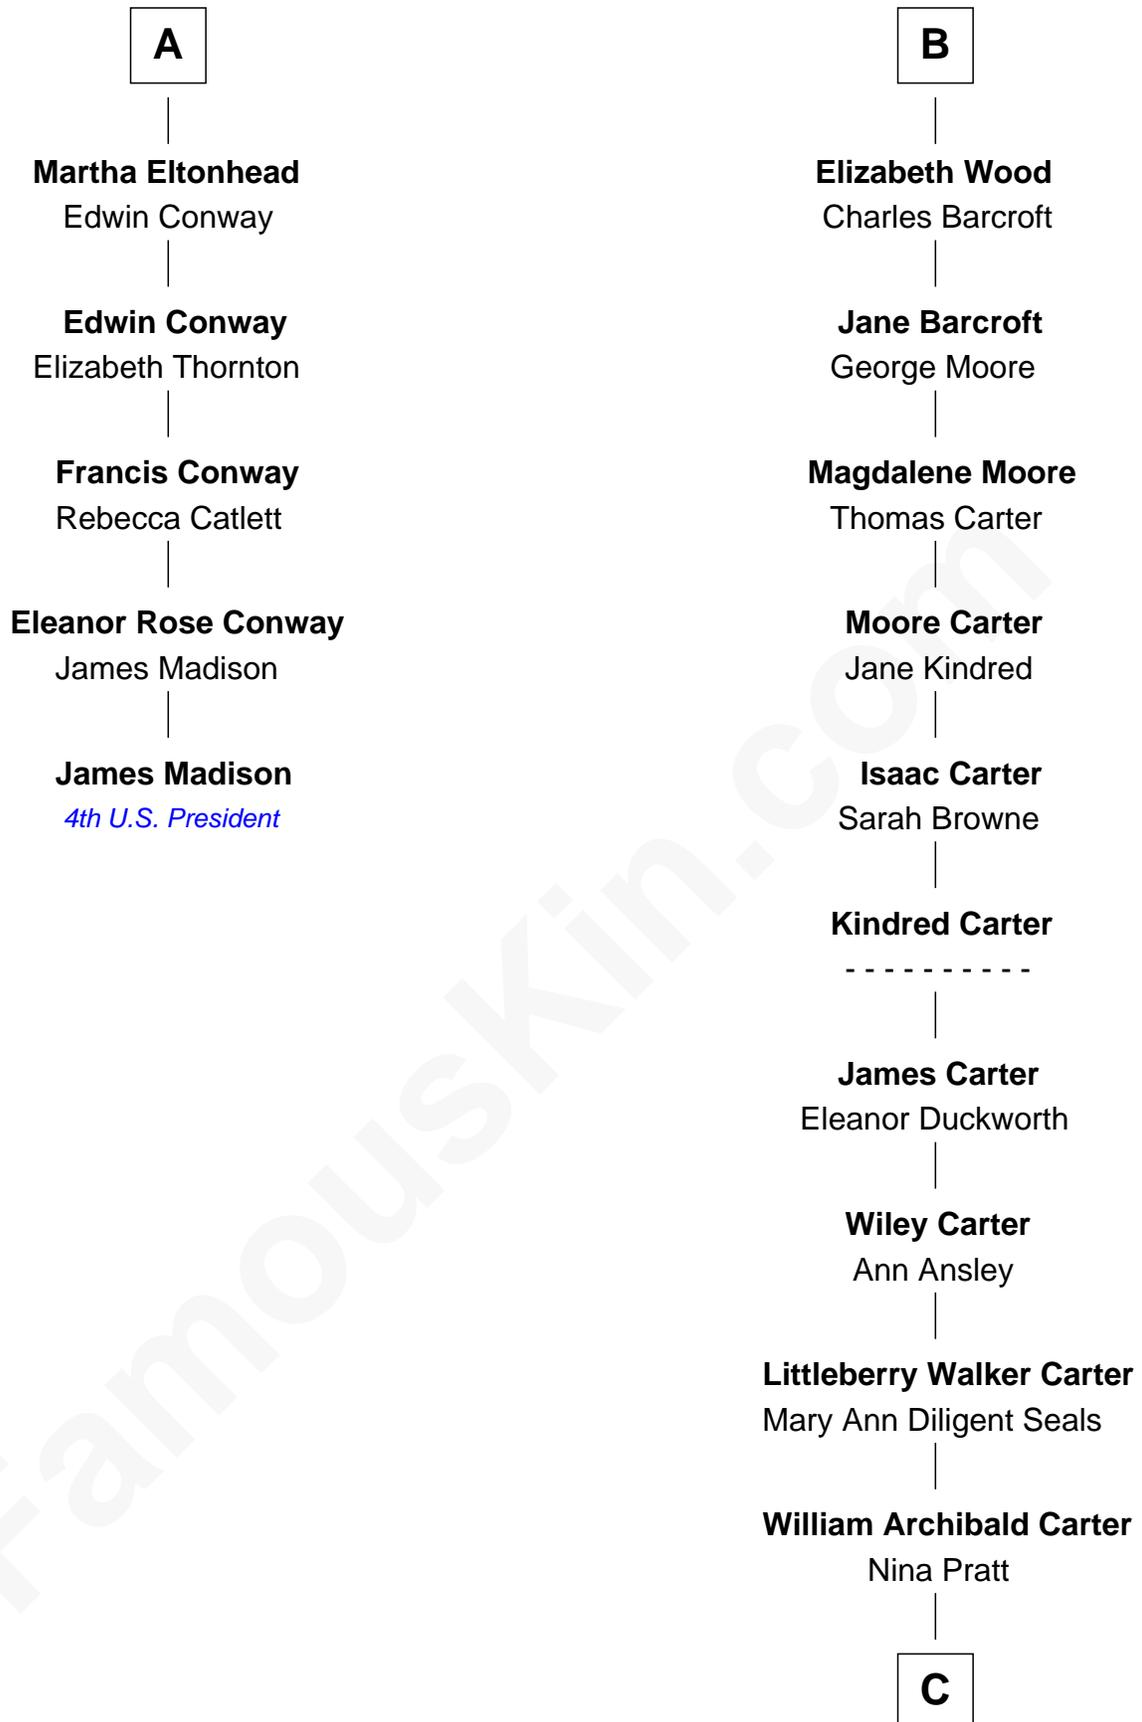 A
Martha Eltonhead
Edwin Conway
Edwin Conway
Elizabeth Thornton
Francis Conway
Rebecca Catlett
Eleanor Rose Conway
James Madison
James Madison
4th U.S. President
B
Elizabeth Wood
Charles Barcroft
Jane Barcroft
George Moore
Magdalene Moore
Thomas Carter
Moore Carter
Jane Kindred
Isaac Carter
Sarah Browne
Kindred Carter
- - - - - - - - - -
James Carter
Eleanor Duckworth
Wiley Carter
Ann Ansley
Littleberry Walker Carter
Mary Ann Diligent Seals
William Archibald Carter
Nina Pratt
C
FamousKin.com